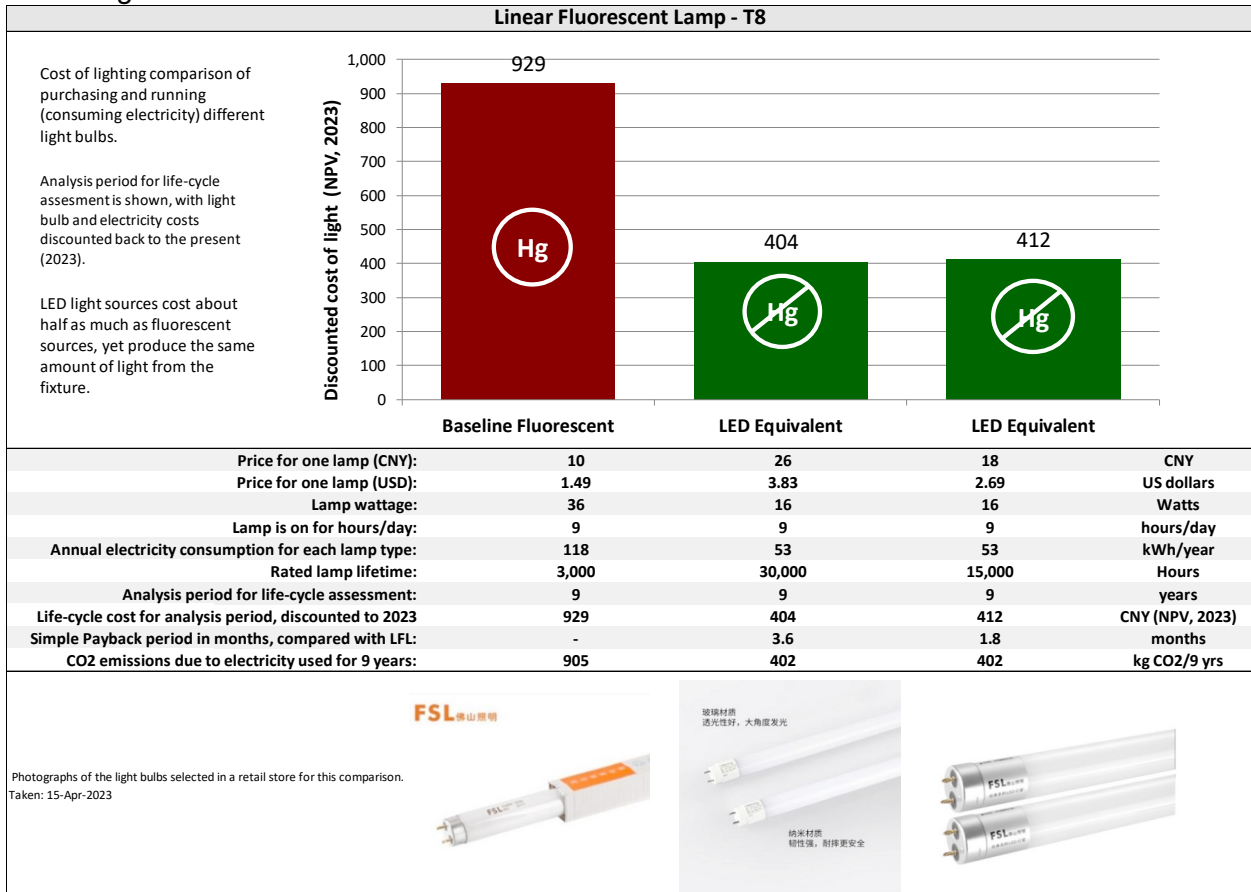 Linear Fluorescent Lamp - T8
Cost of lighting comparison of
purchasing and running
(consuming electricity) different
light bulbs.
Analysis period for life-cycle
assesment is shown, with light
bulb and electricity costs
discounted back to the present
(2023).
LED light sources cost about
half as much as fluorescent
sources, yet produce the same
amount of light from the
fixture.
Discounted cost of light (NPV, 2023)
1,000
900
800
700
600
500
400
300
200
100
0
929
404
412
Hg
Hg
Hg
Baseline Fluorescent LED Equivalent LED Equivalent
Price for one lamp (CNY): 10 26 18 CNY
Price for one lamp (USD): 1.49 3.83 2.69 US dollars
Lamp wattage: 36 16 16 Watts
Lamp is on for hours/day: 9 9 9 hours/day
Annual electricity consumption for each lamp type: 118 53 53 kWh/year
Rated lamp lifetime: 3,000 30,000 15,000 Hours
Analysis period for life-cycle assessment: 9 9 9 years
Life-cycle cost for analysis period, discounted to 2023 929 404 412 CNY (NPV, 2023)
Simple Payback period in months, compared with LFL: - 3.6 1.8 months
CO2 emissions due to electricity used for 9 years: 905 402 402 kg CO2/9 yrs
Photographs of the light bulbs selected in a retail store for this comparison.
Taken: 15-Apr-2023
FSL佛山照明
FSL
玻璃材质
透光性好，大角度发光
纳米材质
韧性强，耐摔更安全
FSL
FSL